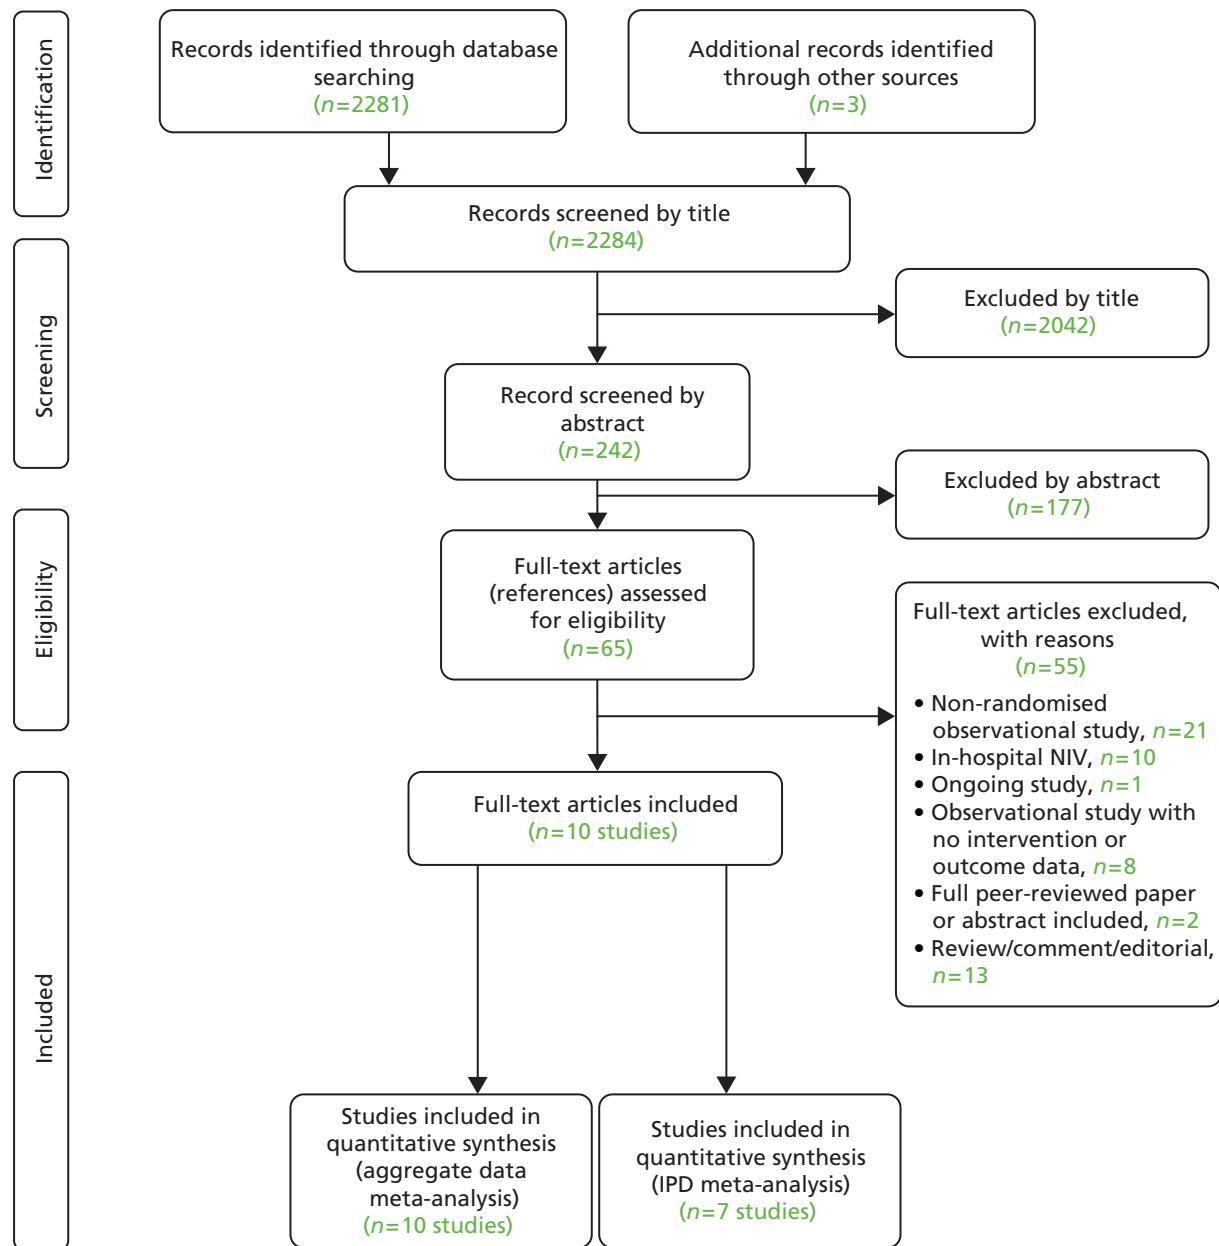 Identification
Records identified through database
searching
(n=2281)
Additional records identified
through other sources
(n=3)
Records screened by title
(n=2284)
Screening
Excluded by title
(n=2042)
Record screened by
abstract
(n=242)
Excluded by abstract
(n=177)
Eligibility
Full-text articles
(references) assessed
for eligibility
(n=65)
Full-text articles excluded,
with reasons
(n=55)
• Non-randomised
observational study, n=21
• In-hospital NIV, n=10
• Ongoing study, n=1
• Observational study with
no intervention or
outcome data, n=8
• Full peer-reviewed paper
or abstract included, n=2
• Review/comment/editorial,
n=13
Included
Full-text articles included
(n=10 studies)
Studies included in
quantitative synthesis
(aggregate data
meta-analysis)
(n=10 studies)
Studies included in
quantitative synthesis
(IPD meta-analysis)
(n=7 studies)